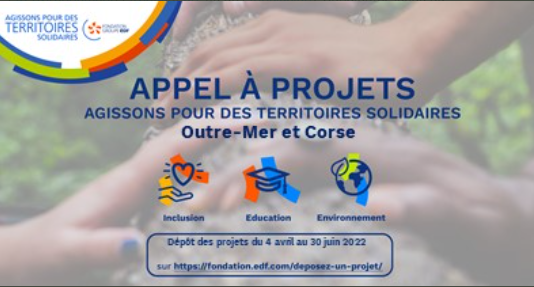 AGISSONS POUR DES
TERRITOIRES
SOLIDAIRES
FONDATION
GROUPE EDF
APPEL À PROJETS
AGISSONS POUR DES TERRITOIRES SOLIDAIRES
Outre-Mer et Corse
Inclusion Education Environnement
Dépôt des projets du 4 avril au 30 juin 2022
sur https://fondation.edf.com/deposez-un-projet/